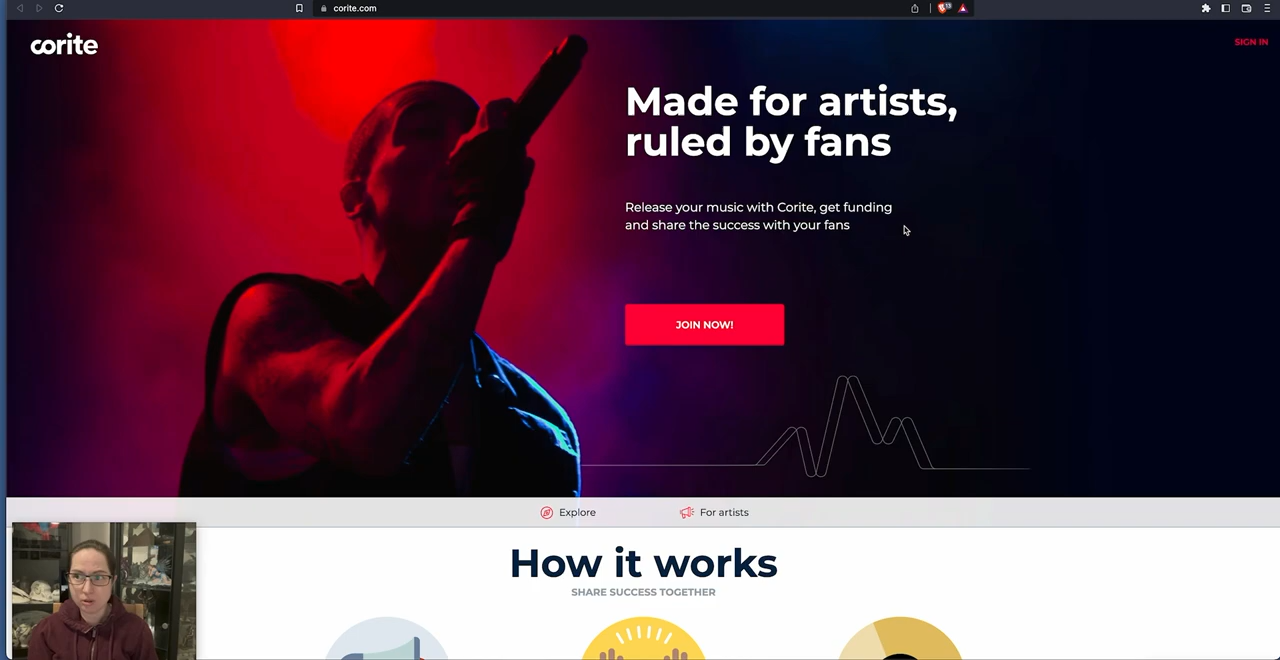 corite.com
corite
SIGN IN
Made for artists,
ruled by fans
Release your music with Corite, get funding
and share the success with your fans
JOIN NOW!
Explore
For artists
How it works
SHARE SUCCESS TOGETHER